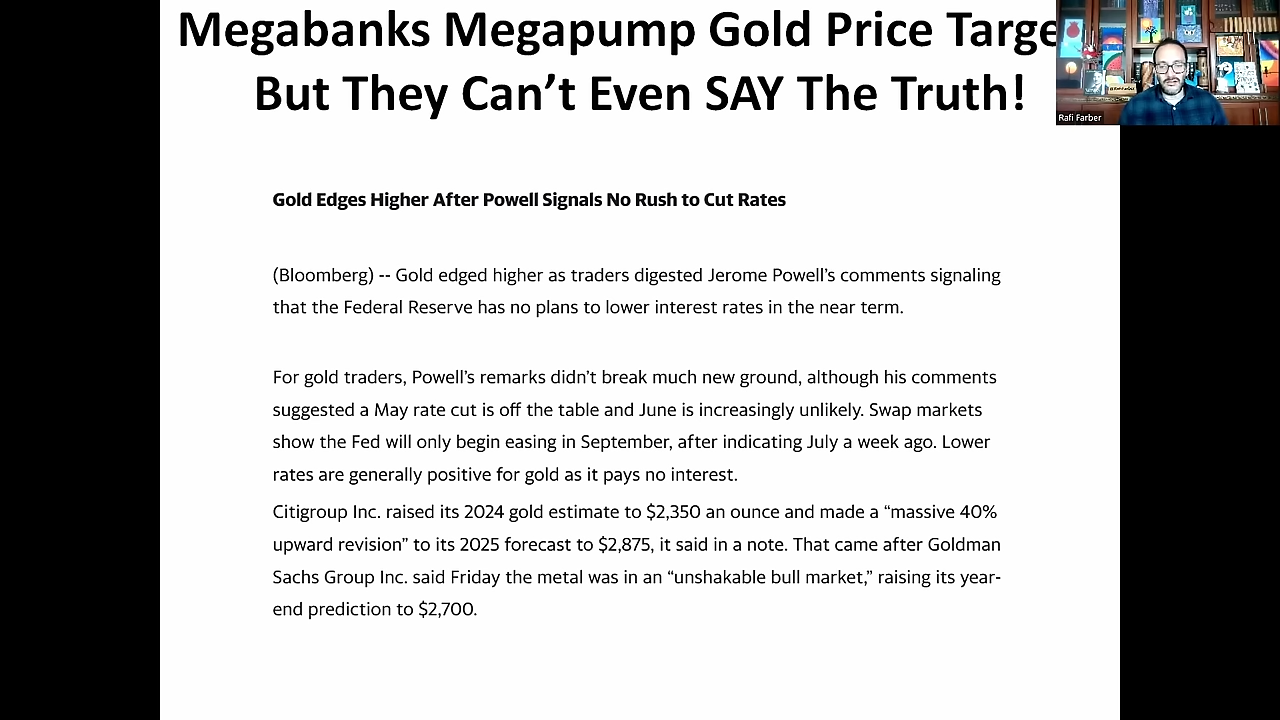 Megabanks Megapump Gold Price Targe
But They Can’t Even SAY The Truth!
Rafi Farber
Gold Edges Higher After Powell Signals No Rush to Cut Rates
(Bloomberg) -- Gold edged higher as traders digested Jerome Powell’s comments signaling
that the Federal Reserve has no plans to lower interest rates in the near term.
For gold traders, Powell’s remarks didn’t break much new ground, although his comments
suggested a May rate cut is off the table and June is increasingly unlikely. Swap markets
show the Fed will only begin easing in September, after indicating July a week ago. Lower
rates are generally positive for gold as it pays no interest.
Citigroup Inc. raised its 2024 gold estimate to $2,350 an ounce and made a “massive 40%
upward revision” to its 2025 forecast to $2,875, it said in a note. That came after Goldman
Sachs Group Inc. said Friday the metal was in an “unshakable bull market,” raising its year-
end prediction to $2,700.